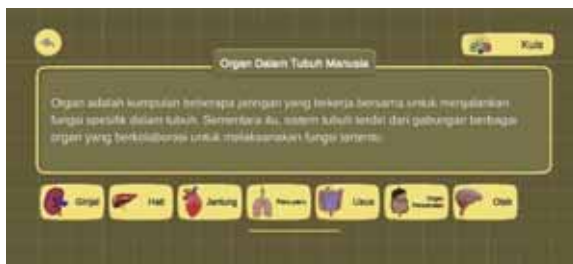 Kuis
Organ Dalam Tubuh Manusia
Organ adalah kumpulan beberapa jaringan yang bekerja bersama untuk menjalankan
fungsi spesifik dalam tubuh. Sementara itu, sistem tubuh terdiri dari gabungan berbagai
organ yang berkolaborasi untuk melaksanakan fungsi tertentu.
Ginjal
Hati
Jantung
Paru-paru
Usus
Organ
Pencernaan
Otak